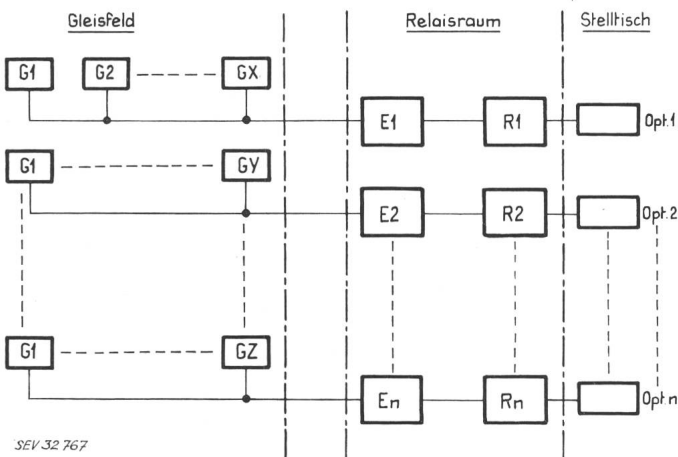 Gleisfeld Relaisraum Stelltisch
G1 G2 GX
E1 R1 Opt.1
G1 GY
E2 R2 Opt.2
G1 GZ
En Rn Opt.n
SEV 32 767